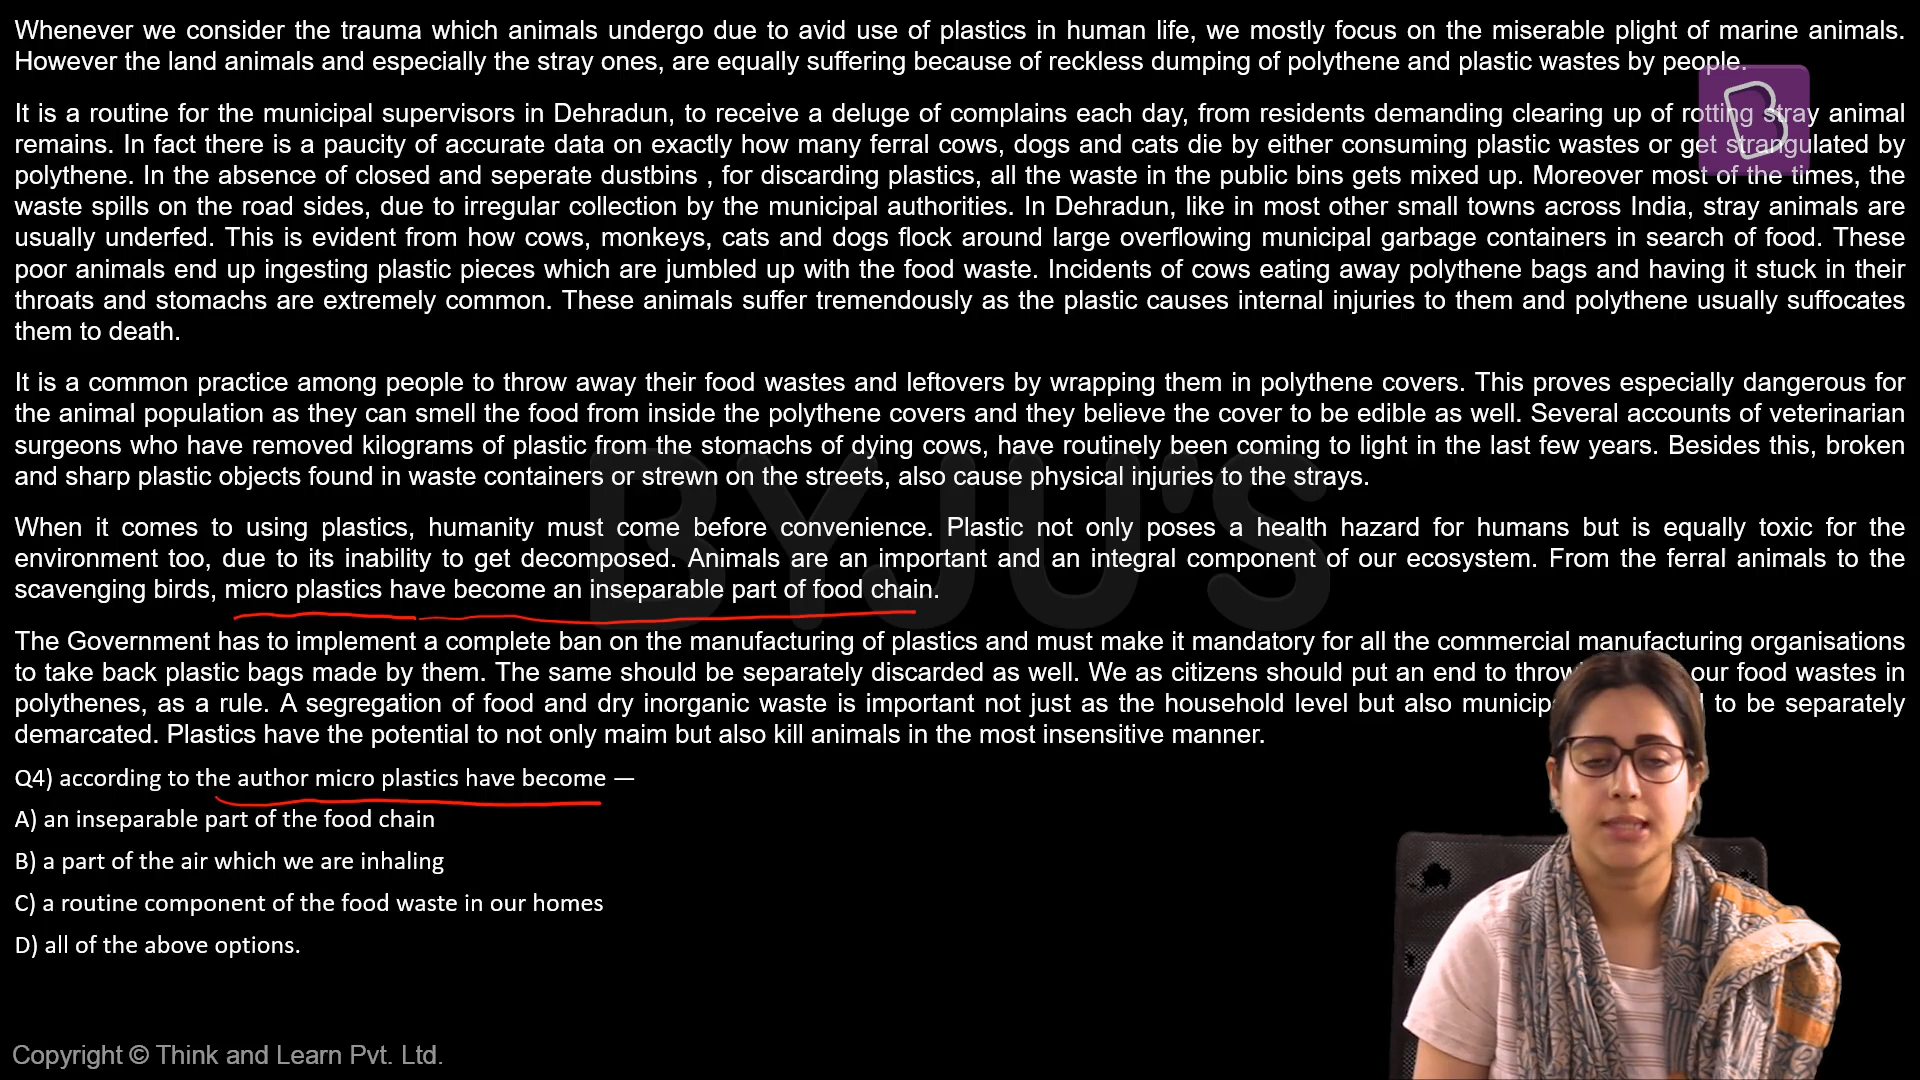 Whenever we consider the trauma which animals undergo due to avid use of plastics in human life, we mostly focus on the miserable plight of marine animals.
However the land animals and especially the stray ones, are equally suffering because of reckless dumping of polythene and plastic wastes by people.
It is a routine for the municipal supervisors in Dehradun, to receive a deluge of complains each day, from residents demanding clearing up of rotting stray animal
remains. In fact there is a paucity of accurate data on exactly how many ferral cows, dogs and cats die by either consuming plastic wastes or get strangulated by
polythene. In the absence of closed and seperate dustbins , for discarding plastics, all the waste in the public bins gets mixed up. Moreover most of the times, the
waste spills on the road sides, due to irregular collection by the municipal authorities. In Dehradun, like in most other small towns across India, stray animals are
usually underfed. This is evident from how cows, monkeys, cats and dogs flock around large overflowing municipal garbage containers in search of food. These
poor animals end up ingesting plastic pieces which are jumbled up with the food waste. Incidents of cows eating away polythene bags and having it stuck in their
throats and stomachs are extremely common. These animals suffer tremendously as the plastic causes internal injuries to them and polythene usually suffocates
them to death.
It is a common practice among people to throw away their food wastes and leftovers by wrapping them in polythene covers. This proves especially dangerous for
the animal population as they can smell the food from inside the polythene covers and they believe the cover to be edible as well. Several accounts of veterinarian
surgeons who have removed kilograms of plastic from the stomachs of dying cows, have routinely been coming to light in the last few years. Besides this, broken
and sharp plastic objects found in waste containers or strewn on the streets, also cause physical injuries to the strays.
When it comes to using plastics, humanity must come before convenience. Plastic not only poses a health hazard for humans but is equally toxic for the
environment too, due to its inability to get decomposed. Animals are an important and an integral component of our ecosystem. From the ferral animals to the
scavenging birds, micro plastics have become an inseparable part of food chain.
The Government has to implement a complete ban on the manufacturing of plastics and must make it mandatory for all the commercial manufacturing organisations
to take back plastic bags made by them. The same should be separately discarded as well. We as citizens should put an end to our food wastes in
polythenes, as a rule. A segregation of food and dry inorganic waste is important not just as the household level but also to be separately
demarcated. Plastics have the potential to not only maim but also kill animals in the most insensitive manner.
Q4) according to the author micro plastics have become —
A) an inseparable part of the food chain
B) a part of the air which we are inhaling
C) a routine component of the food waste in our homes
D) all of the above options.
BYJU'S
Copyright © Think and Learn Pvt. Ltd.